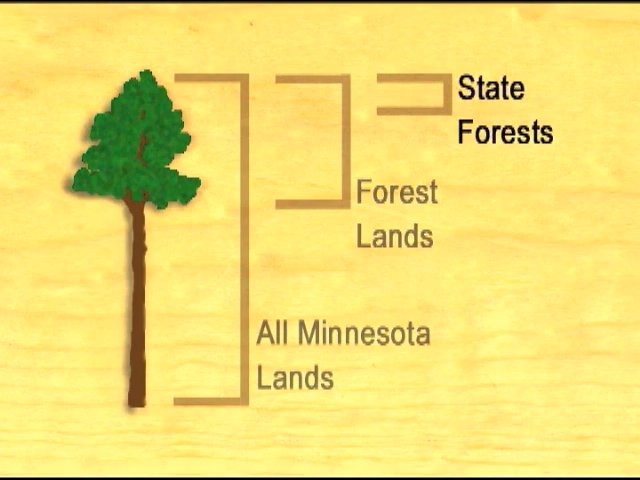 State
Forests
Forest
Lands
All Minnesota
Lands